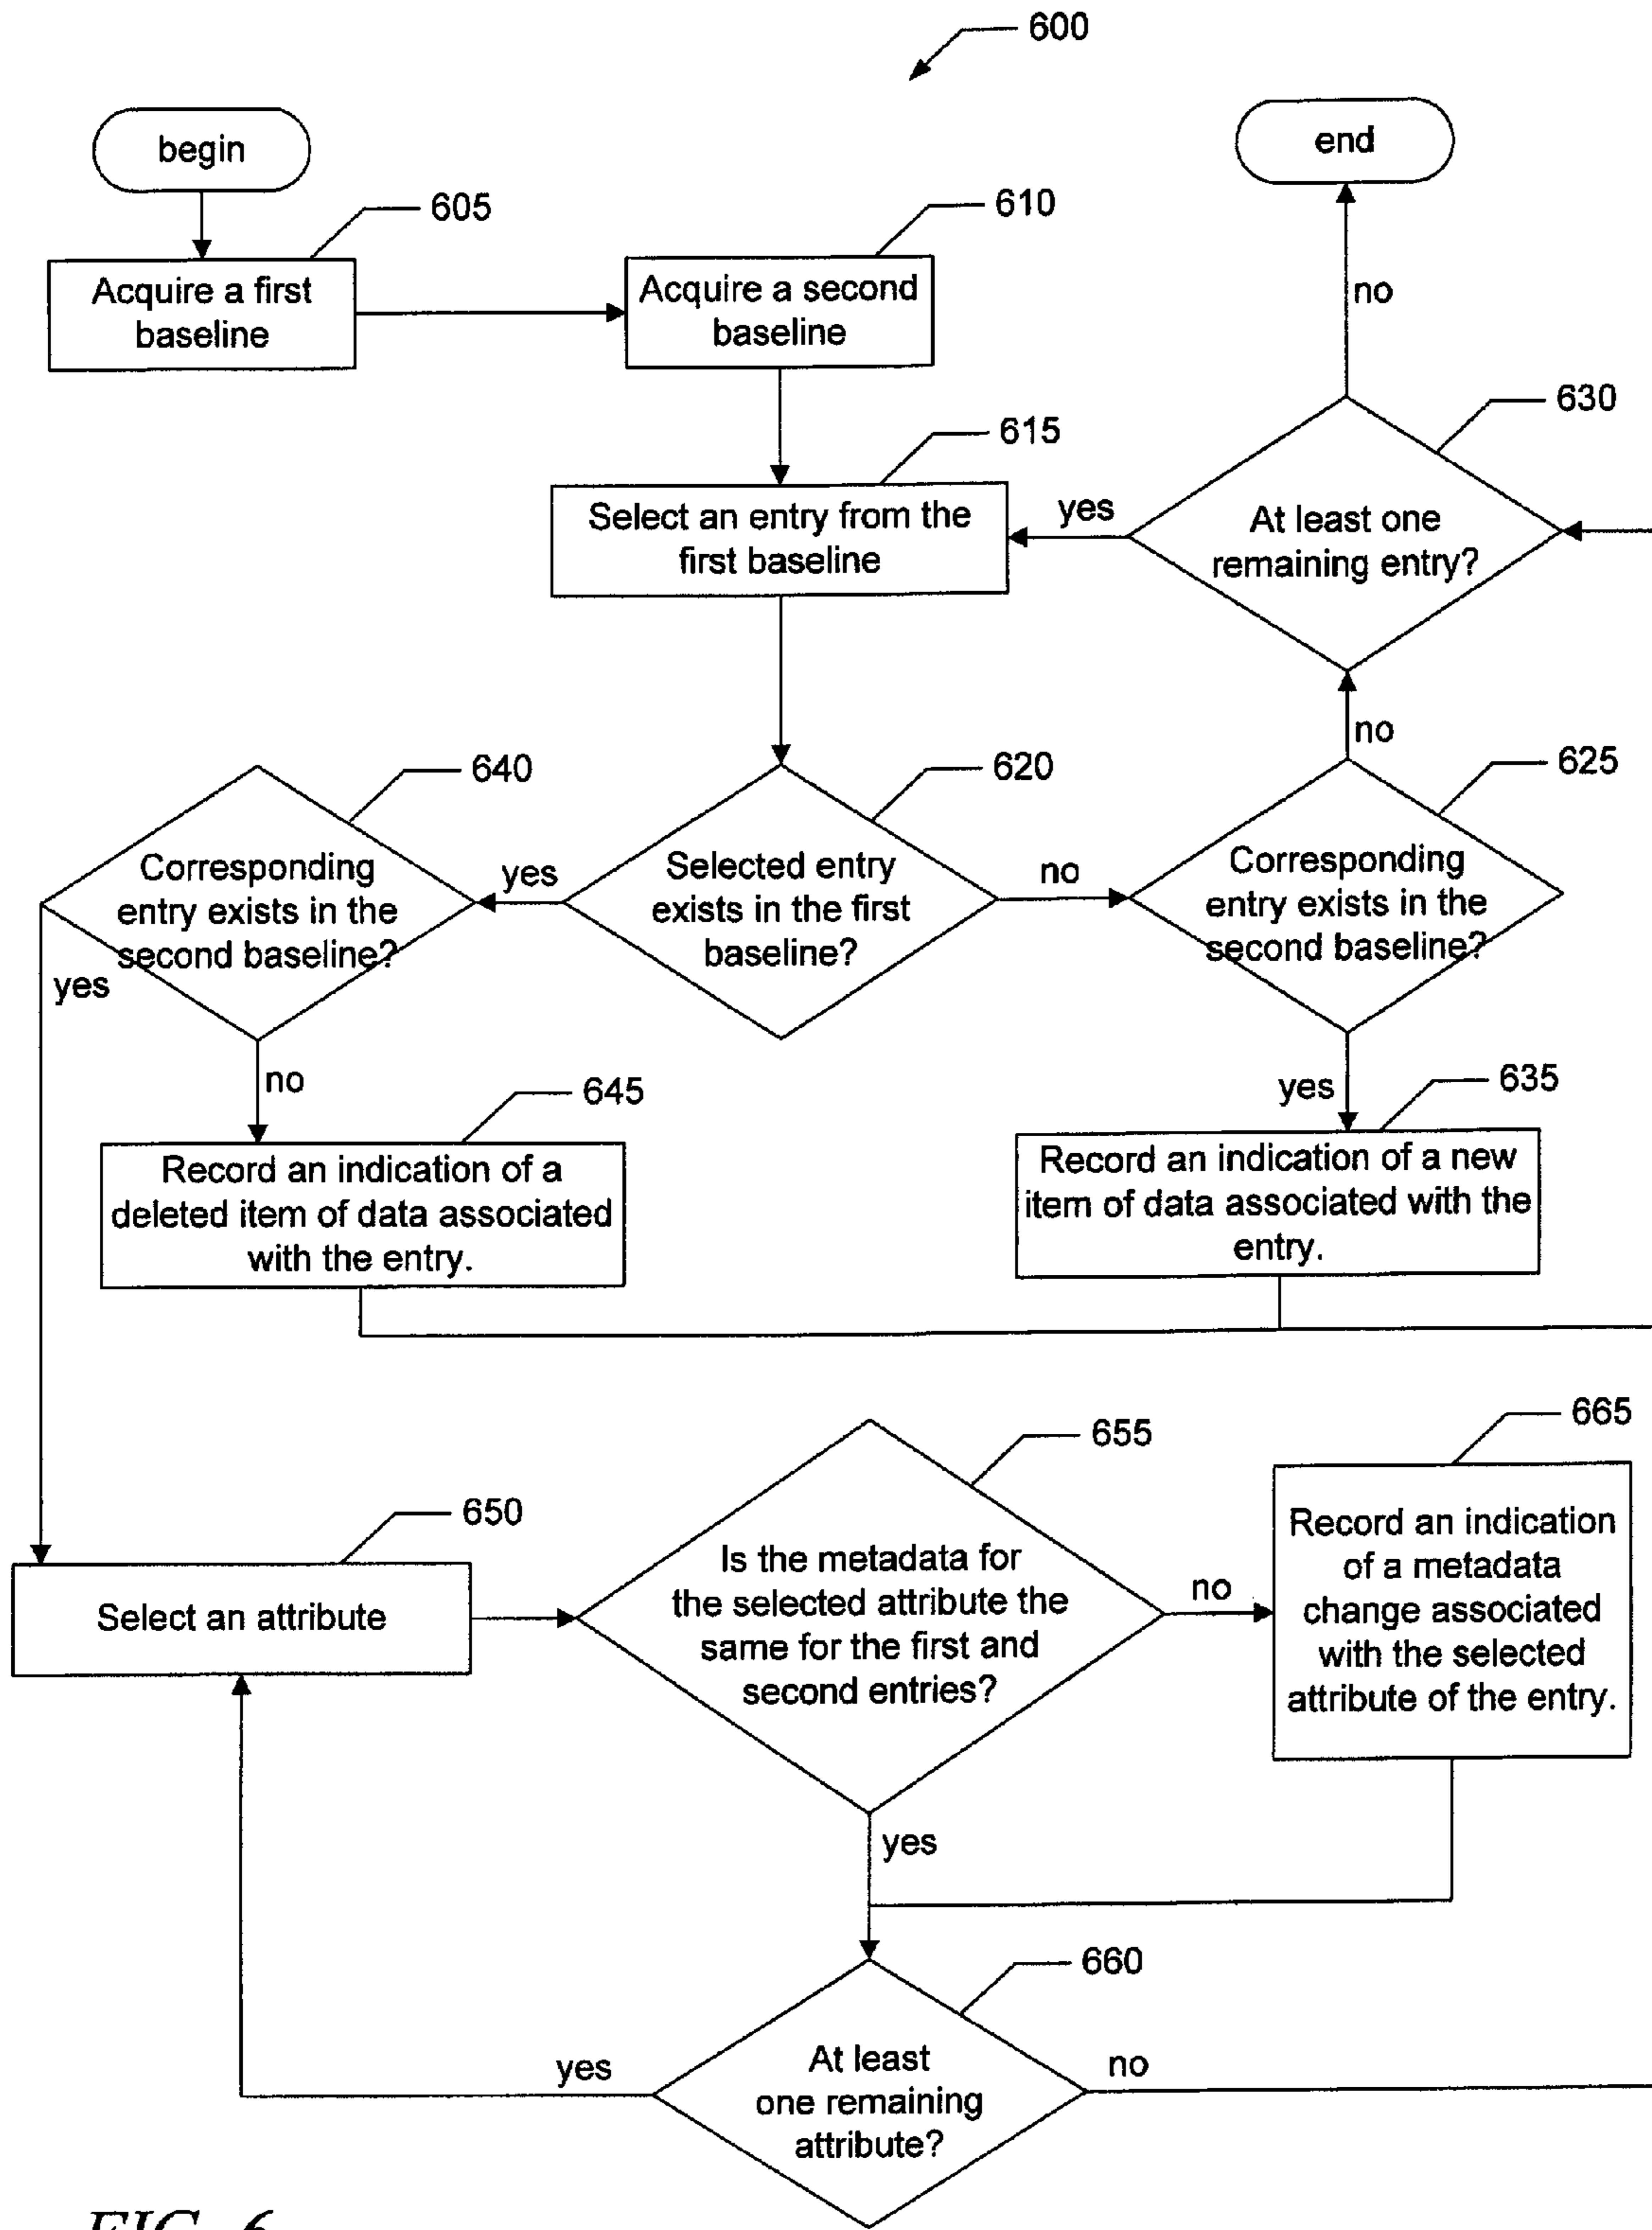 600
begin
end
605
610
Acquire a first
baseline
Acquire a second
baseline
no
630
615
Select an entry from the
first baseline
yes
At least one
remaining entry?
no
640
620
625
Corresponding
entry exists in the
second baseline?
yes
Selected entry
exists in the first
baseline?
no
Corresponding
entry exists in the
second baseline?
yes
no
645
yes
635
Record an indication of a
deleted item of data associated
with the entry.
Record an indication of a new
item of data associated with the
entry.
655
665
650
Select an attribute
Is the metadata for
the selected attribute the
same for the first and
second entries?
no
Record an indication
of a metadata
change associated
with the selected
attribute of the entry.
yes
660
yes
At least
one remaining
attribute?
no
FIG. 6